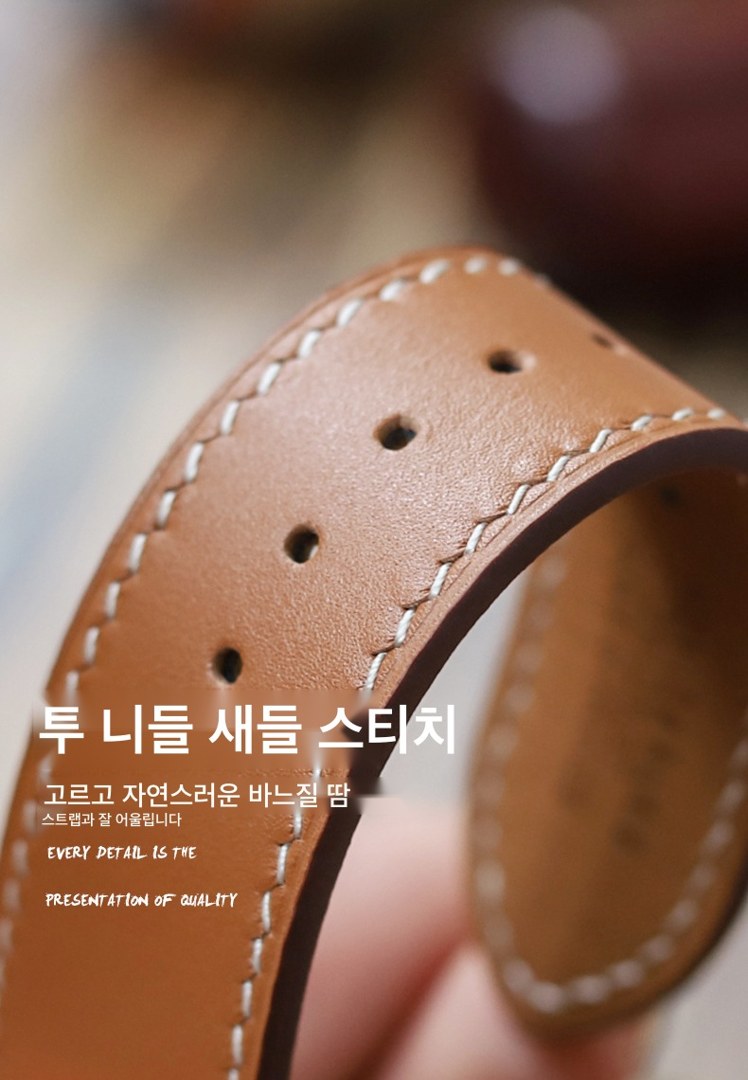 투 니들 새들 스티치
고르고 자연스러운 바느질 땀
스트랩과 잘 어울립니다
EVERY DETAIL IS THE
PRESENTATION OF QUALITY